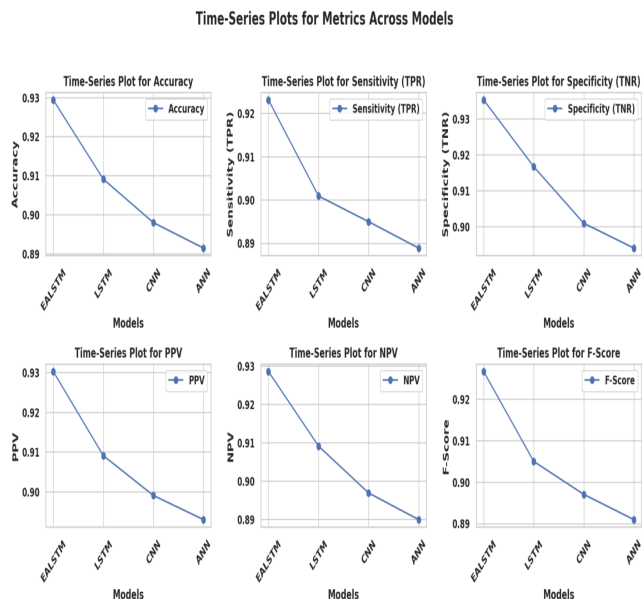 Time-Series Plots for Metrics Across Models
Time-Series Plot for Accuracy
Accuracy
0.93
0.92
0.91
0.90
0.89
Accuracy
EALSTM
LSTM
CNN
ANN
Models
Time-Series Plot for Sensitivity (TPR)
Sensitivity (TPR)
0.92
0.91
0.90
0.89
Sensitivity (TPR)
EALSTM
LSTM
CNN
ANN
Models
Time-Series Plot for Specificity (TNR)
Specificity (TNR)
0.93
0.92
0.91
0.90
Specificity (TNR)
EALSTM
LSTM
CNN
ANN
Models
Time-Series Plot for PPV
PPV
0.93
0.92
0.91
0.90
PPV
EALSTM
LSTM
CNN
ANN
Models
Time-Series Plot for NPV
NPV
0.93
0.92
0.91
0.90
0.89
NPV
EALSTM
LSTM
CNN
ANN
Models
Time-Series Plot for F-Score
F-Score
0.92
0.91
0.90
0.89
F-Score
EALSTM
LSTM
CNN
ANN
Models